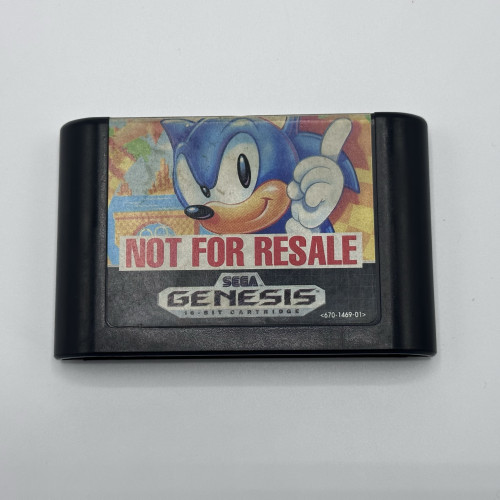 NOT FOR RESALE
SEGA
GENESIS
16-BIT CARTRIDGE
<670-1469-01>